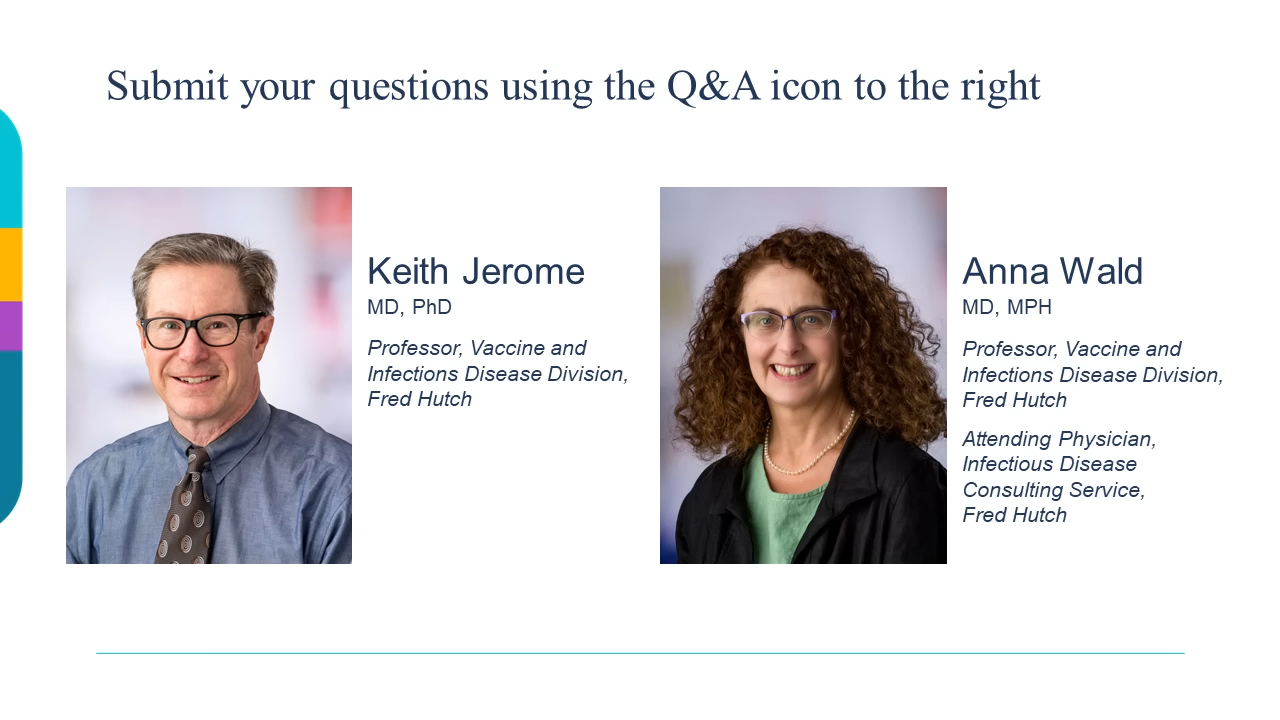 Submit your questions using the Q&A icon to the right
Keith Jerome
MD, PhD
Professor, Vaccine and
Infections Disease Division,
Fred Hutch
Anna Wald
MD, MPH
Professor, Vaccine and
Infections Disease Division,
Fred Hutch
Attending Physician,
Infectious Disease
Consulting Service,
Fred Hutch